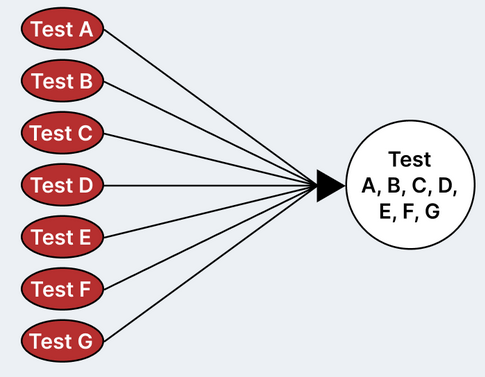 Test A
Test B
Test C
Test D
Test E
Test F
Test G
Test
A, B, C, D,
E, F, G